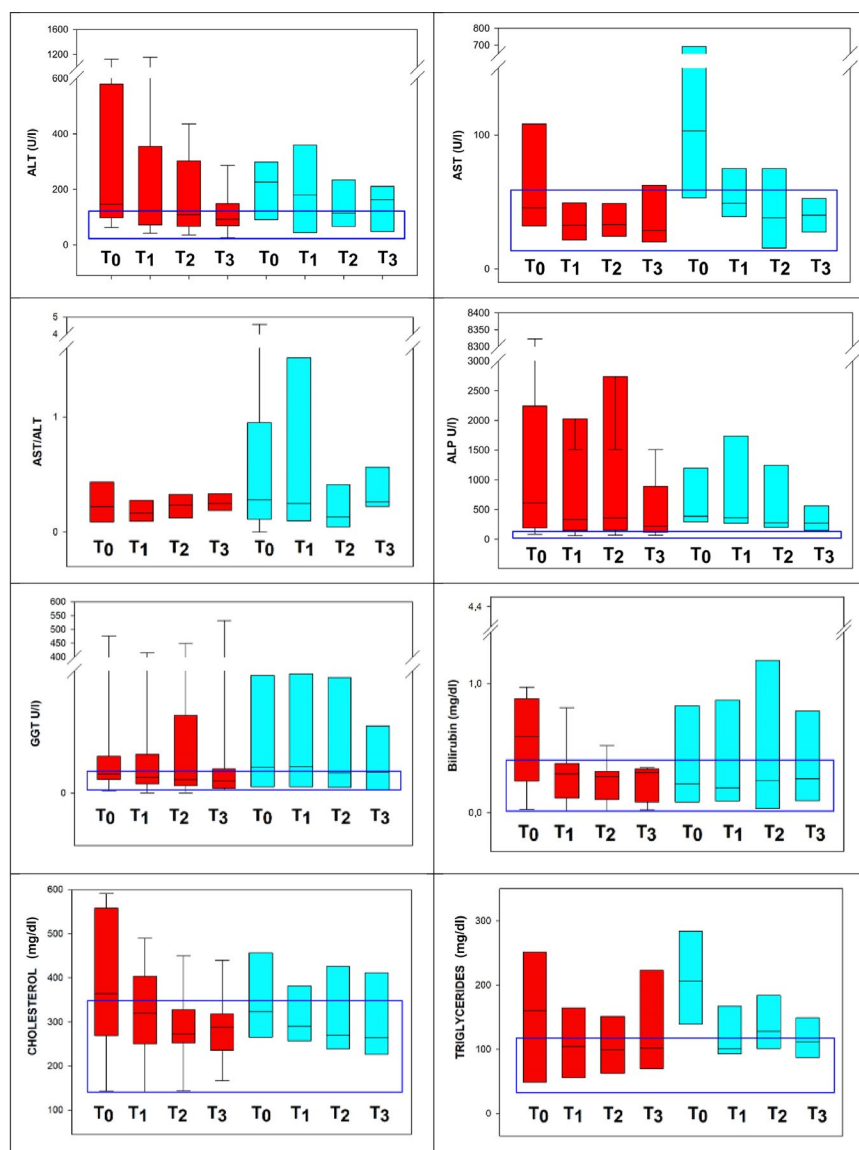 1600
1200
600
400
200
0
ALT (U/l)
T0 T1 T2 T3 T0 T1 T2 T3
800
700
100
0
AST (U/l)
T0 T1 T2 T3 T0 T1 T2 T3
5
4
1
0
AST/ALT
T0 T1 T2 T3 T0 T1 T2 T3
8400
8350
8300
3000
2500
2000
1500
1000
500
0
ALP U/l)
T0 T1 T2 T3 T0 T1 T2 T3
600
550
500
450
400
0
GGT U/l)
T0 T1 T2 T3 T0 T1 T2 T3
4,4
1,0
0,0
Bilirubin (mg/dl)
T0 T1 T2 T3 T0 T1 T2 T3
600
500
400
300
200
100
CHOLESTEROL (mg/dl)
T0 T1 T2 T3 T0 T1 T2 T3
300
200
100
0
TRIGLYCERIDES (mg/dl)
T0 T1 T2 T3 T0 T1 T2 T3